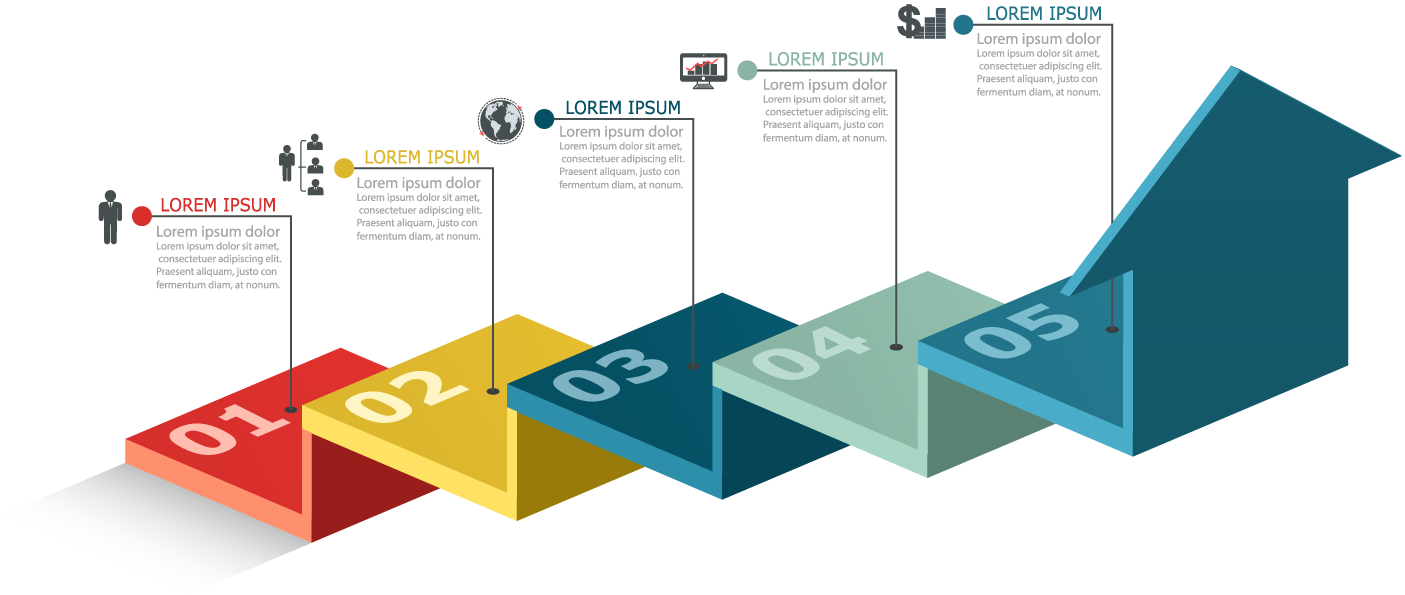 LOREM IPSUM
Lorem ipsum dolor
Lorem ipsum dolor sit amet,
consectetuer adipiscing elit.
Praesent aliquam, justo con
fermentum diam, at nonum.
01
LOREM IPSUM
Lorem ipsum dolor
Lorem ipsum dolor sit amet,
consectetuer adipiscing elit.
Praesent aliquam, justo con
fermentum diam, at nonum.
02
LOREM IPSUM
Lorem ipsum dolor
Lorem ipsum dolor sit amet,
consectetuer adipiscing elit.
Praesent aliquam, justo con
fermentum diam, at nonum.
03
LOREM IPSUM
Lorem ipsum dolor
Lorem ipsum dolor sit amet,
consectetuer adipiscing elit.
Praesent aliquam, justo con
fermentum diam, at nonum.
04
$
LOREM IPSUM
Lorem ipsum dolor
Lorem ipsum dolor sit amet,
consectetuer adipiscing elit.
Praesent aliquam, justo con
fermentum diam, at nonum.
05